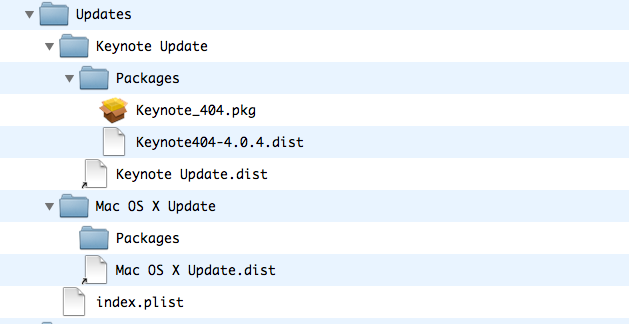 Updates
Keynote Update
Packages
Keynote_404.pkg
Keynote404-4.0.4.dist
Keynote Update.dist
Mac OS X Update
Packages
Mac OS X Update.dist
index.plist